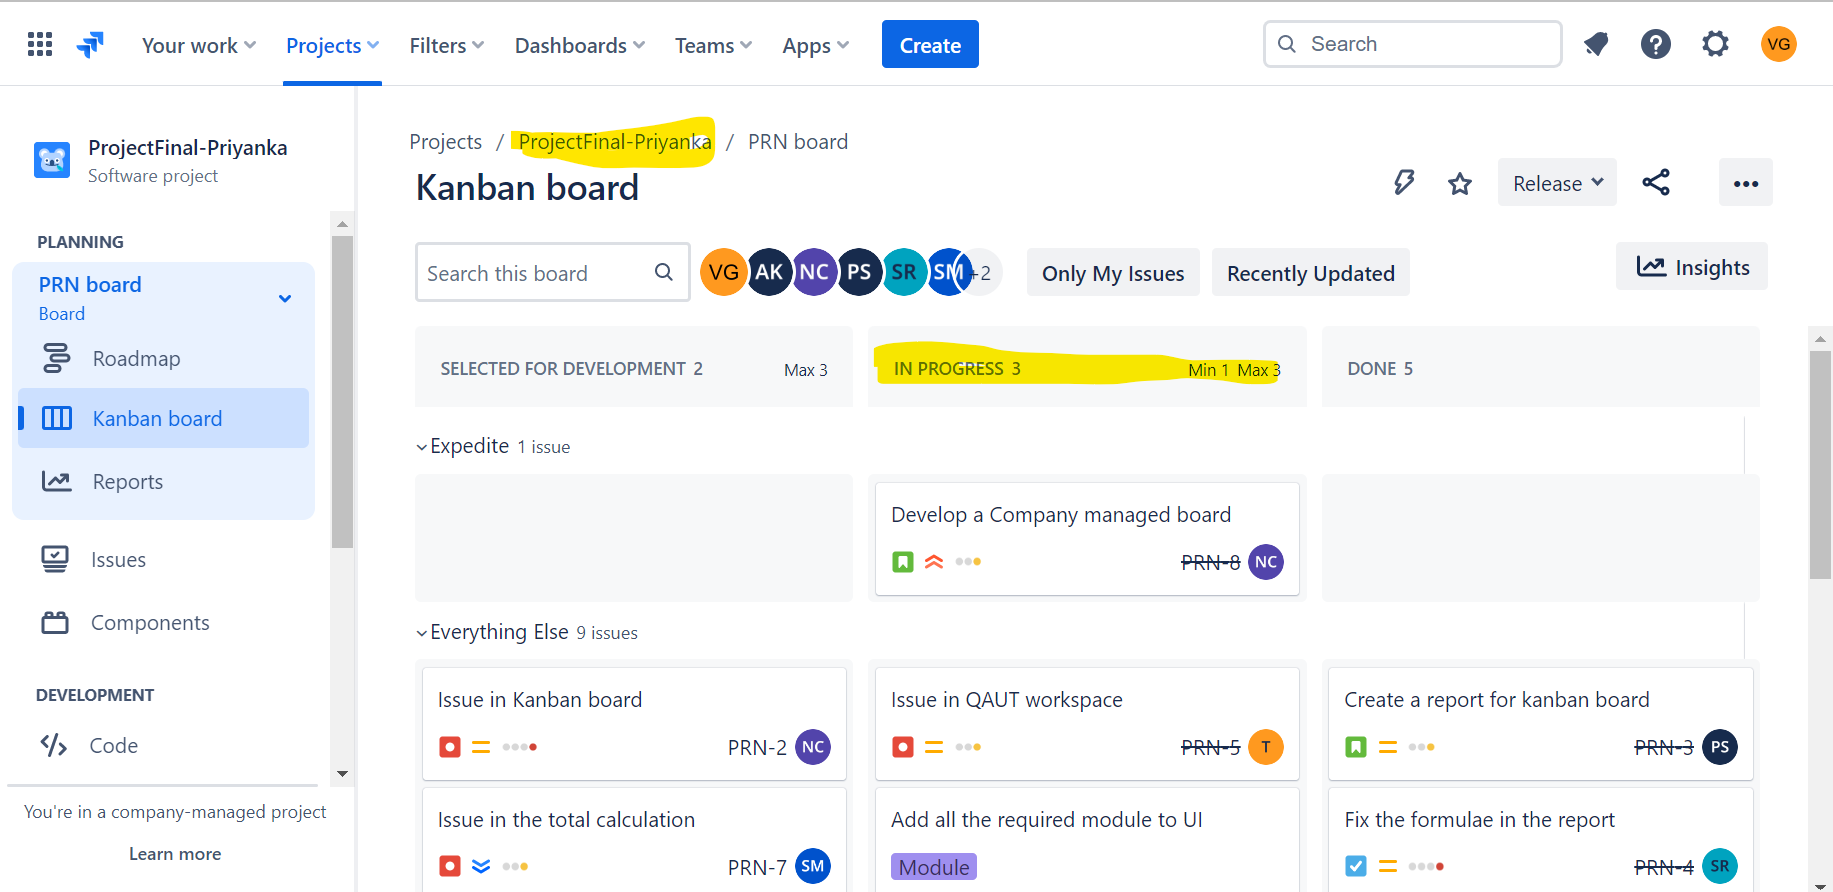 Your work
Projects
Filters
Dashboards
Teams
Apps
Create
Search
VG
ProjectFinal-Priyanka
Software project
PLANNING
PRN board
Board
Roadmap
Kanban board
Reports
Issues
Components
DEVELOPMENT
Code
You're in a company-managed project
Learn more
Projects / ProjectFinal-Priyanka / PRN board
Kanban board
Release
Search this board
VG AK NC PS SR SM +2
Only My Issues
Recently Updated
Insights
SELECTED FOR DEVELOPMENT 2 Max 3
IN PROGRESS 3 Min 1 Max 3
DONE 5
Expedite 1 issue
Develop a Company managed board
PRN-8 NC
Everything Else 9 issues
Issue in Kanban board
PRN-2 NC
Issue in the total calculation
PRN-7 SM
Issue in QAUT workspace
PRN-5 T
Add all the required module to UI
Module
Create a report for kanban board
PRN-3 PS
Fix the formulae in the report
PRN-4 SR